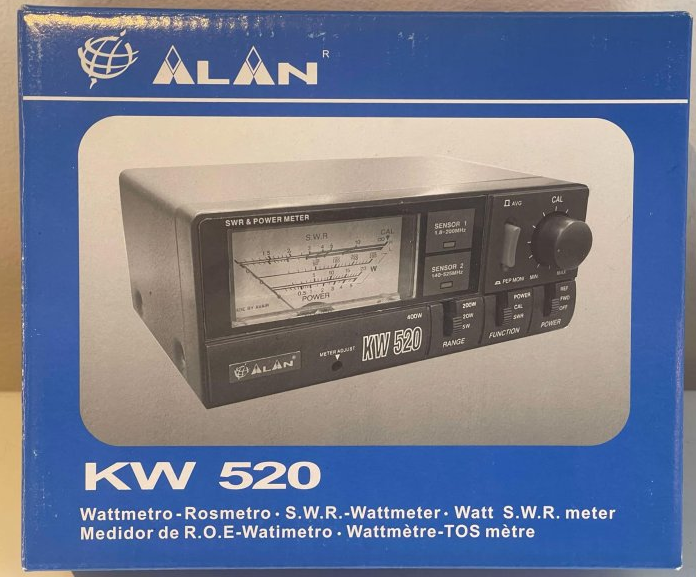 ALAN R
SWR & POWER METER
S.W.R.
CAL
W
POWER
SENSOR 1
1.8-200MHz
SENSOR 2
140-525MHz
AVG
CAL
PEP MONI
MIN
MAX
400W
200W
20W
5W
RANGE
POWER
CAL
SWR
FUNCTION
REF
FWD
OFF
POWER
METER ADJUST
KW 520
ALAN
KW 520
Wattmetro-Rosmetro · S.W.R.-Wattmeter · Watt S.W.R. meter
Medidor de R.O.E-Watimetro · Wattmètre-TOS mètre